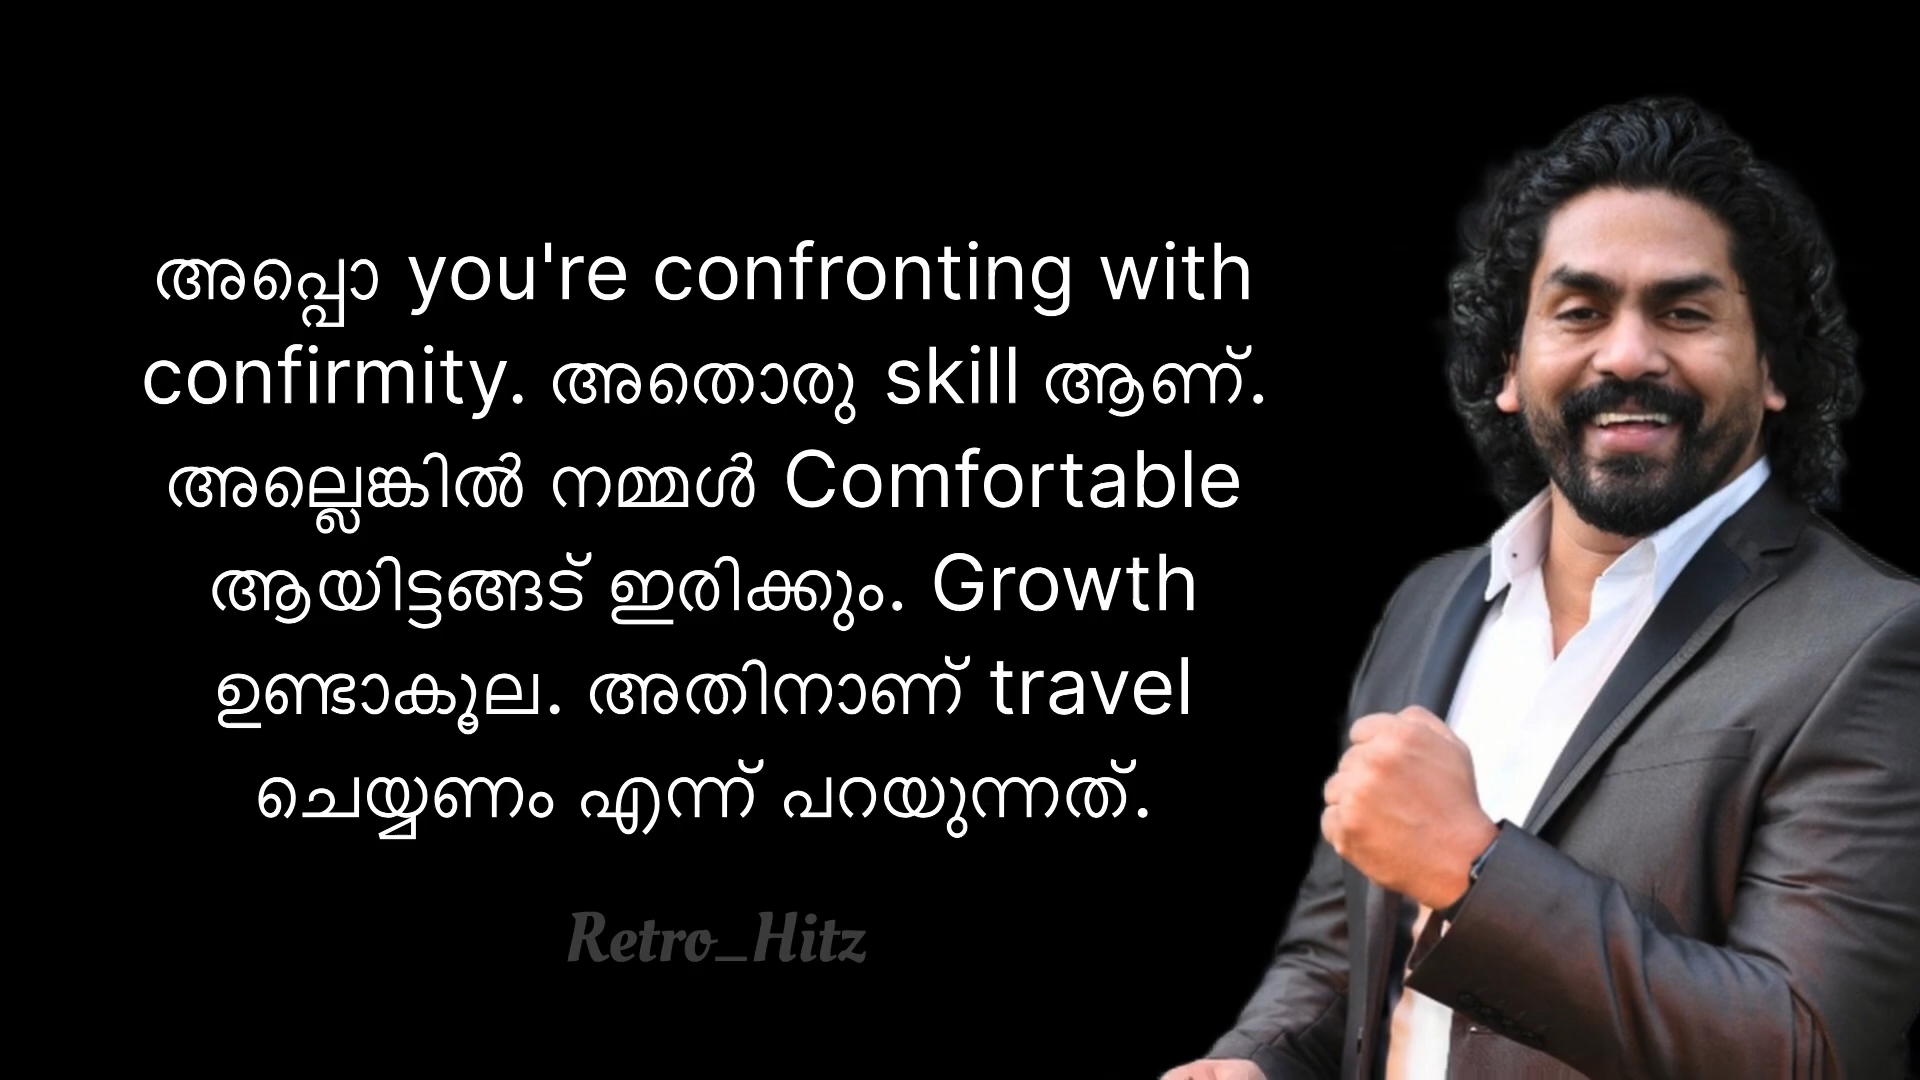 അപ്പൊ you're confronting with
confirmity. അതൊരു skill ആണ്.
അല്ലെങ്കിൽ നമ്മൾ Comfortable
ആയിട്ടങ്ങട് ഇരിക്കും. Growth
ഉണ്ടാകൂല. അതിനാണ് travel
ചെയ്യണം എന്ന് പറയുന്നത്.
Retro_Hitz